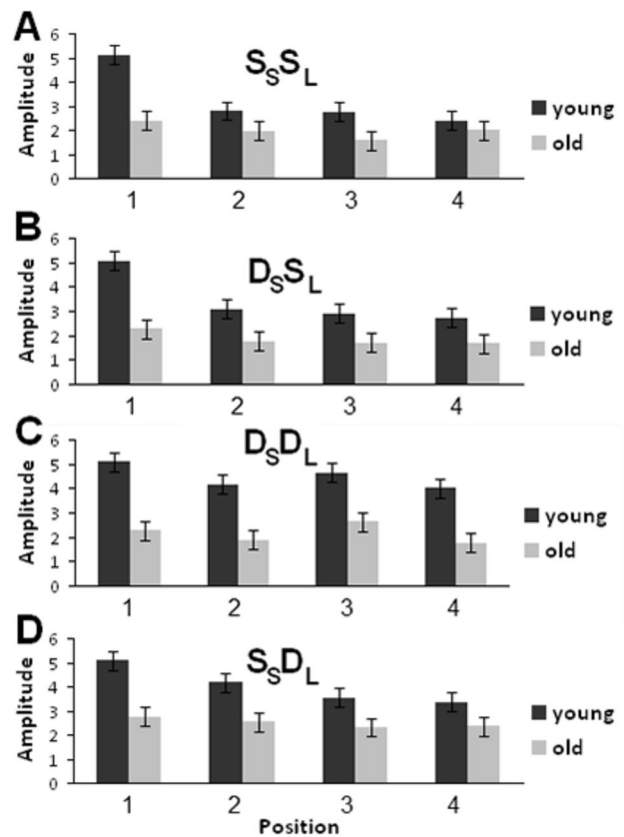 A
6
5
4
3
2
1
0
Amplitude
SSSL
young
old
1 2 3 4
B
6
5
4
3
2
1
0
Amplitude
DSSL
young
old
1 2 3 4
C
6
5
4
3
2
1
0
Amplitude
DSDL
young
old
1 2 3 4
D
6
5
4
3
2
1
0
Amplitude
SSDL
young
old
1 2 3 4
Position